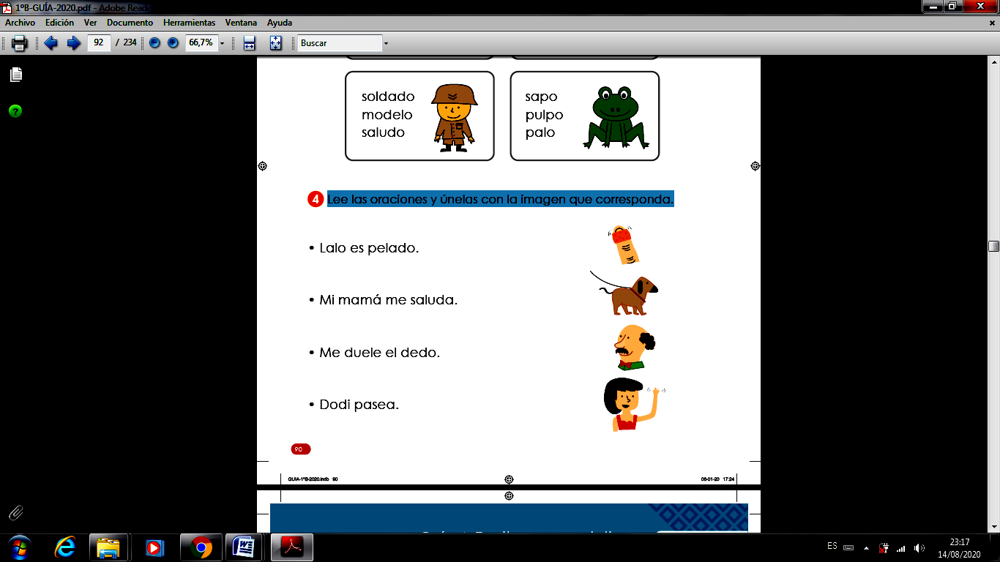 1ºB-GUÍA-2020.pdf - Adobe Reader
Archivo Edición Ver Documento Herramientas Ventana Ayuda
92 / 234 66,7% Buscar
soldado
modelo
saludo
sapo
pulpo
palo
4 Lee las oraciones y únelas con la imagen que corresponda.
• Lalo es pelado.
• Mi mamá me saluda.
• Me duele el dedo.
• Dodi pasea.
90
GUIA-1ºB-2020.indb 90 06-01-20 17:24
ES 23:17
14/08/2020